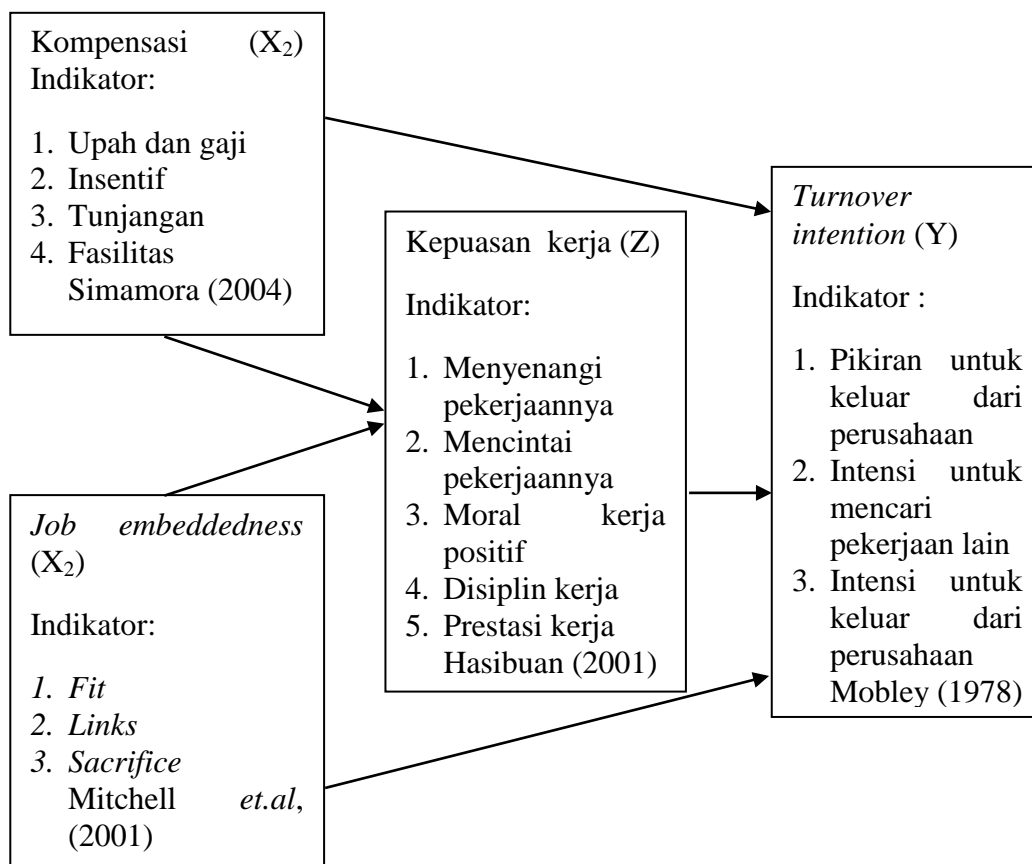 Kompensasi (X₂)
Indikator:
1. Upah dan gaji
2. Insentif
3. Tunjangan
4. Fasilitas
Simamora (2004)
Job embeddedness
(X₂)
Indikator:
1. Fit
2. Links
3. Sacrifice
Mitchell et.al,
(2001)
Kepuasan kerja (Z)
Indikator:
1. Menyenangi
pekerjaannya
2. Mencintai
pekerjaannya
3. Moral kerja
positif
4. Disiplin kerja
5. Prestasi kerja
Hasibuan (2001)
Turnover
intention (Y)
Indikator :
1. Pikiran untuk
keluar dari
perusahaan
2. Intensi untuk
mencari
pekerjaan lain
3. Intensi untuk
keluar dari
perusahaan
Mobley (1978)